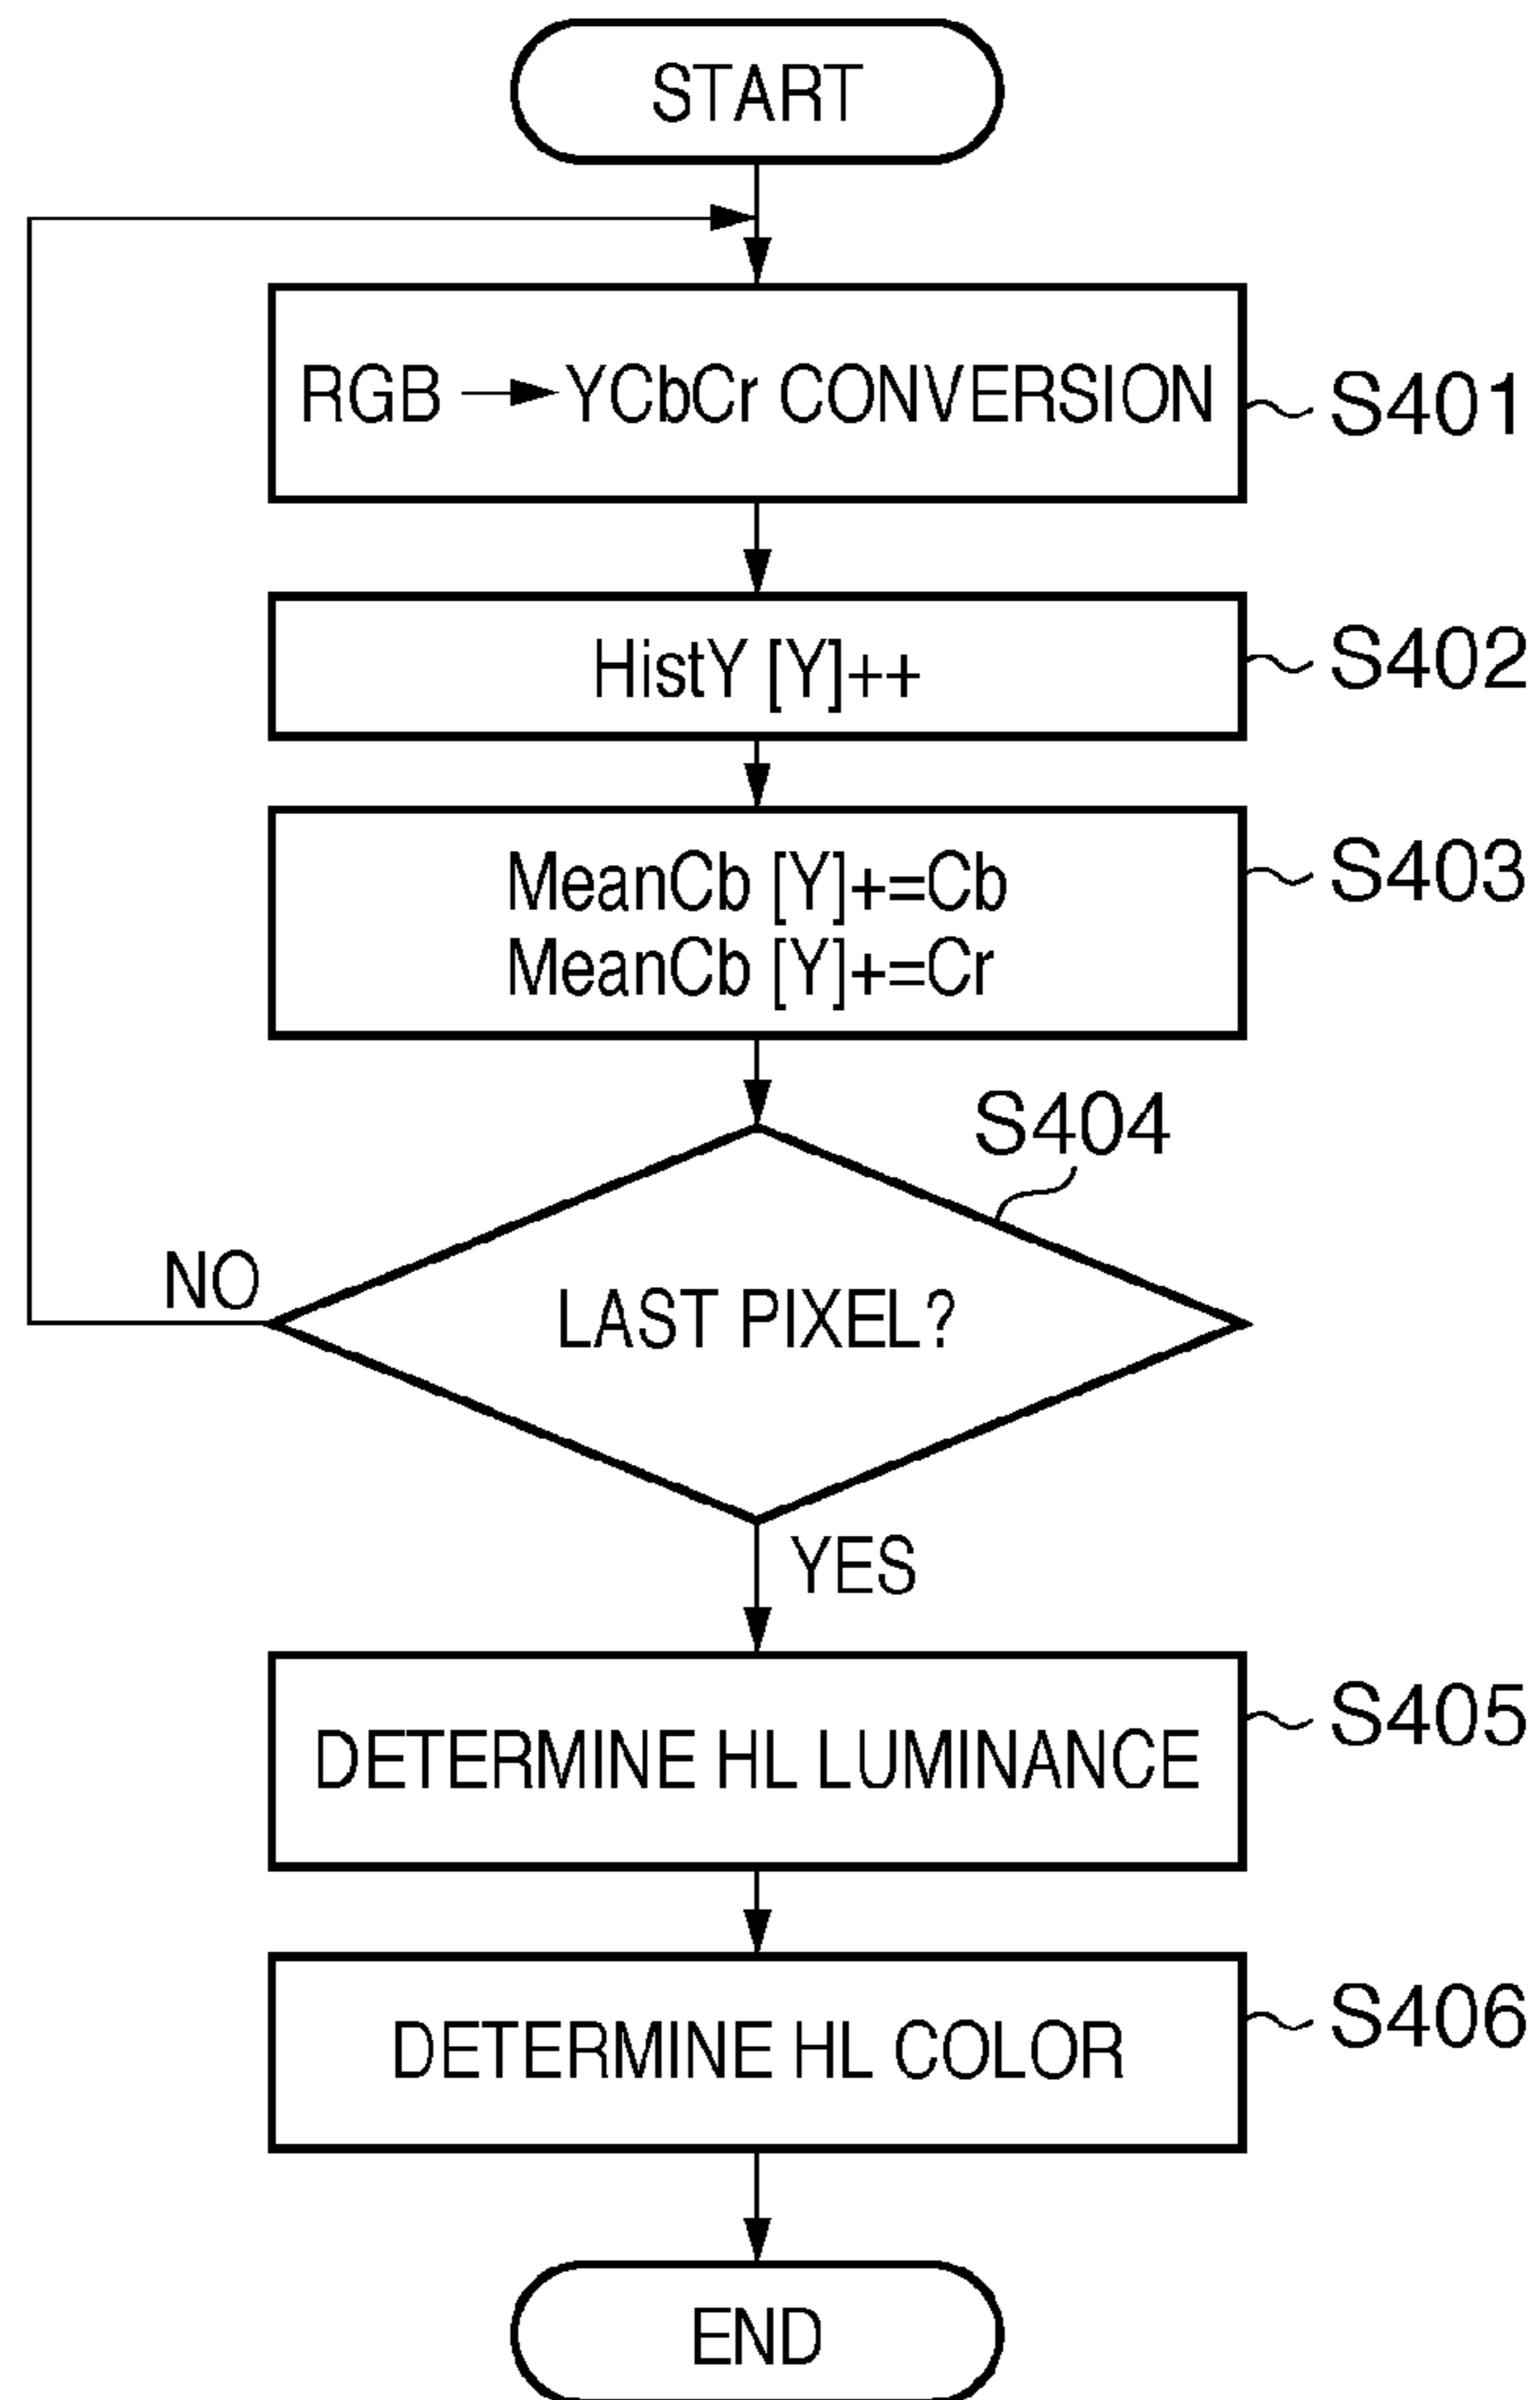 START
RGB → YCbCr CONVERSION
S401
HistY [Y]++
S402
MeanCb [Y]+=Cb
MeanCb [Y]+=Cr
S403
S404
LAST PIXEL?
NO
YES
DETERMINE HL LUMINANCE
S405
DETERMINE HL COLOR
S406
END